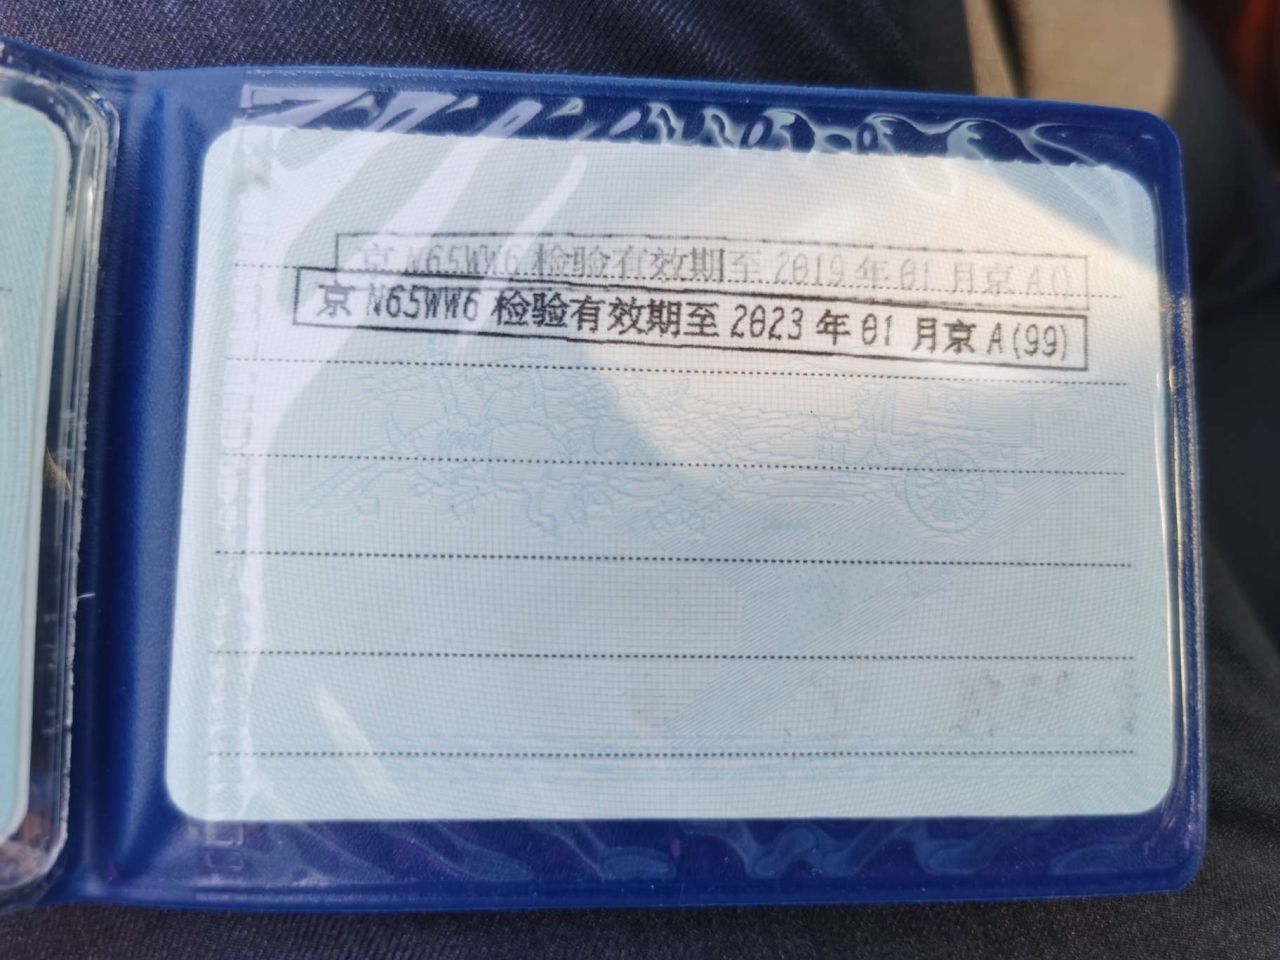 京 N65WW6 检验有效期至 2019 年 01 月京 A()
京 N65WW6 检验有效期至 2023 年 01 月京 A(99)